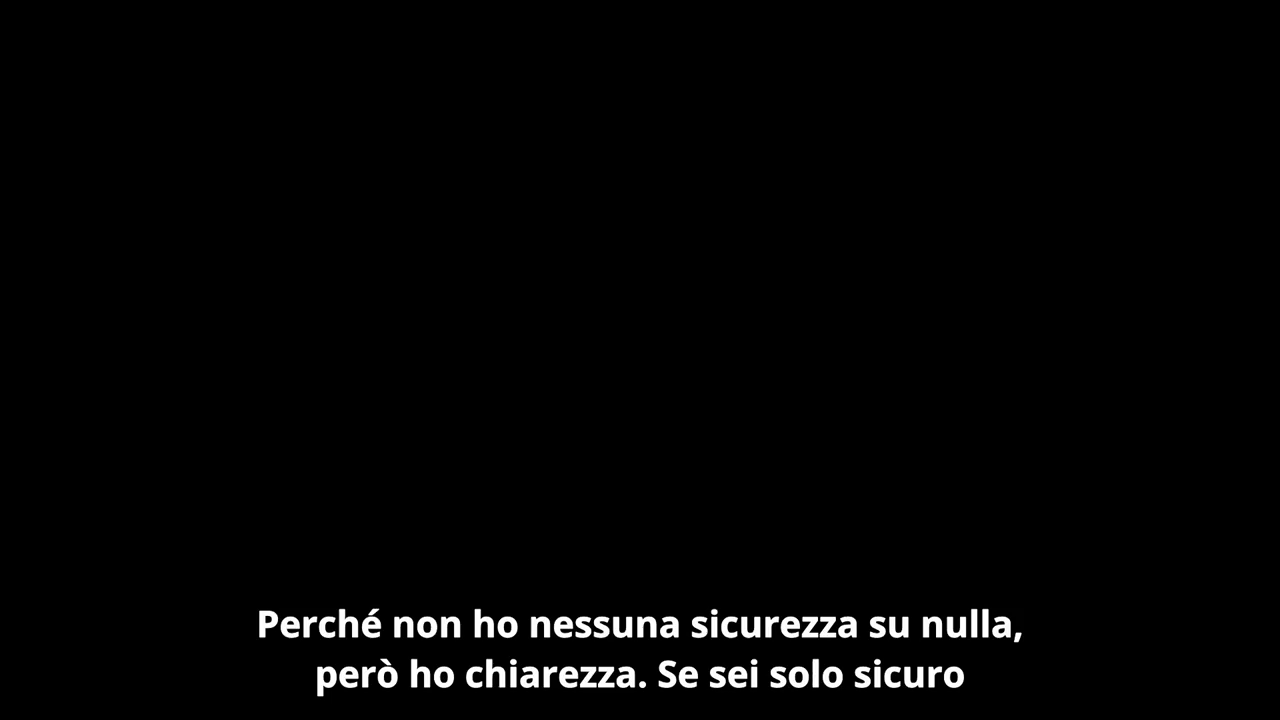 Perché non ho nessuna sicurezza su nulla,
però ho chiarezza. Se sei solo sicuro